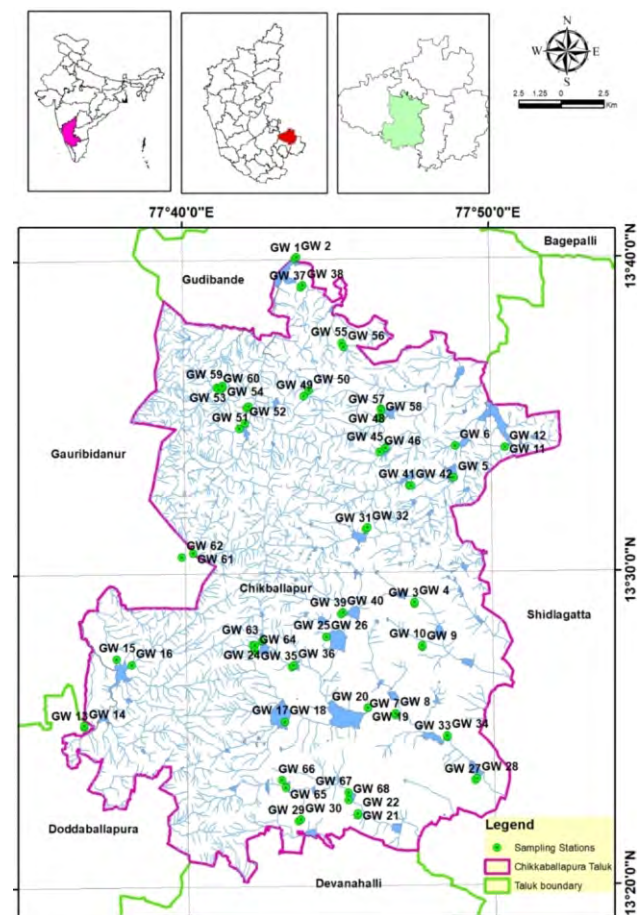 N
W E
S
2.5 1.25 0 2.5
Km
77°40'0"E 77°50'0"E
13°40'0"N
13°30'0"N
13°20'0"N
Bagepalli
Gudibande
Gauribidanur
Chikballapur
Shidlagatta
Doddaballapura
Devanahalli
GW 1 GW 2
GW 37 GW 38
GW 55 GW 56
GW 59 GW 60
GW 49 GW 50
GW 53 GW 54
GW 57
GW 58
GW 51 GW 52
GW 48
GW 45 GW 46
GW 6
GW 12
GW 11
GW 41 GW 42 GW 5
GW 31 GW 32
GW 62
GW 61
GW 39 GW 40
GW 3 GW 4
GW 25 GW 26
GW 10 GW 9
GW 63
GW 64
GW 24 GW 35 GW 36
GW 15 GW 16
GW 13 GW 14
GW 17 GW 18
GW 20 GW 7 GW 8
GW 19
GW 33 GW 34
GW 27 GW 28
GW 66
GW 65
GW 67
GW 68
GW 22
GW 21
GW 29 GW 30
Legend
Sampling Stations
Chikkaballapura Taluk
Taluk boundary